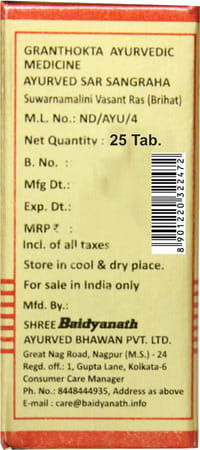 GRANTHOKTA AYURVEDIC
MEDICINE
AYURVED SAR SANGRAHA
Suwarnamalini Vasant Ras (Brihat)
M.L. No.: ND/AYU/4
Net Quantity : 25 Tab.
B. No. :
Mfg Dt.:
Exp. Dt.:
MRP ₹ :
Incl. of all taxes
Store in cool & dry place.
For sale in India only
Mfd. By.:
SHREE Baidyanath
AYURVED BHAWAN PVT. LTD.
Great Nag Road, Nagpur (M.S.) - 24
Regd. off.: 1, Gupta Lane, Kolkata-6
Consumer Care Manager
Ph. No.: 8448444935, Address as above
E-mail : care@baidyanath.info
8901220322472